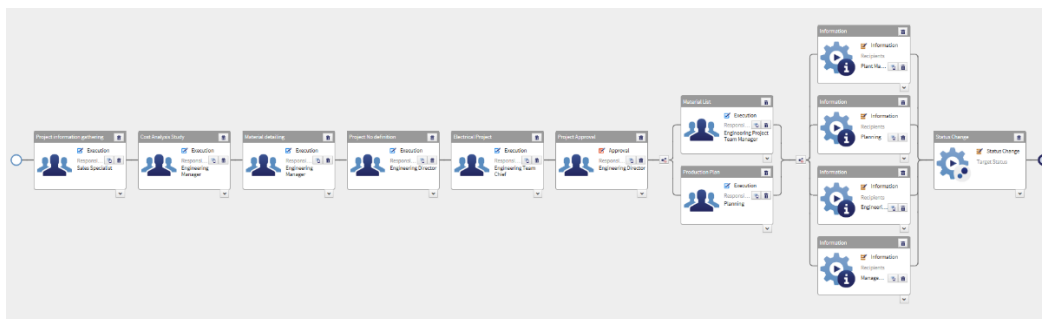 Project information gathering
Execution
Respons...
Sales Specialist
Cost Analysis Study
Execution
Respons...
Engineering
Manager
Material detailing
Execution
Respons...
Engineering
Manager
Project No definition
Execution
Respons...
Engineering Director
Electrical Project
Execution
Respons...
Engineering Team
Chief
Project Approval
Approval
Respons...
Engineering Director
Material List
Execution
Respons...
Engineering Project
Team Manager
Production Plan
Execution
Respons...
Planning
Information
Information
Recipients
Plant Ma...
Information
Information
Recipients
Planning
Information
Information
Recipients
Engineeri...
Information
Information
Recipients
Manage...
Status Change
Status Change
Target Status